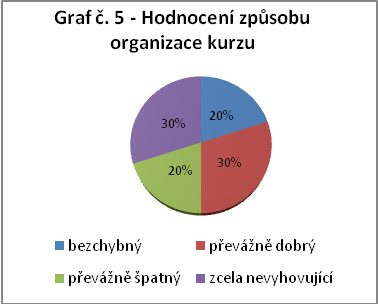 Graf č. 5 - Hodnocení způsobu
organizace kurzu
20%
30%
20%
30%
bezchybný
převážně dobrý
převážně špatný
zcela nevyhovující